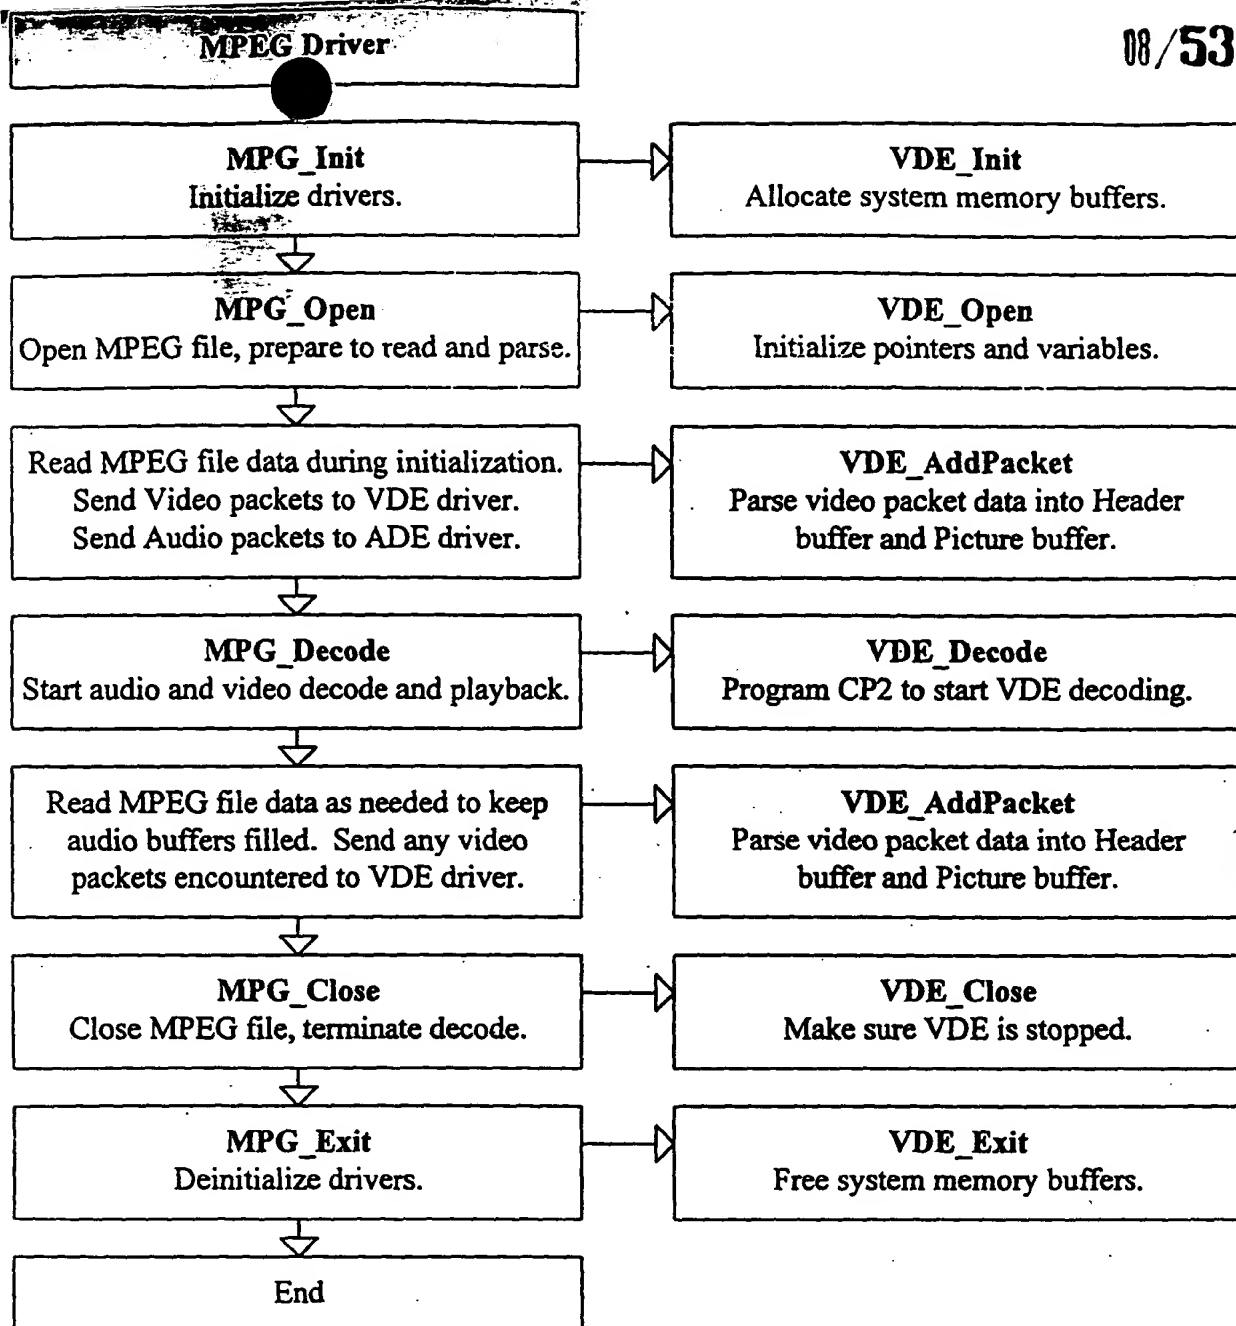 MPEG Driver
08/53
MPG_Init
Initialize drivers.
VDE_Init
Allocate system memory buffers.
MPG_Open
Open MPEG file, prepare to read and parse.
VDE_Open
Initialize pointers and variables.
Read MPEG file data during initialization.
Send Video packets to VDE driver.
Send Audio packets to ADE driver.
VDE_AddPacket
Parse video packet data into Header
buffer and Picture buffer.
MPG_Decode
Start audio and video decode and playback.
VDE_Decode
Program CP2 to start VDE decoding.
Read MPEG file data as needed to keep
audio buffers filled. Send any video
packets encountered to VDE driver.
VDE_AddPacket
Parse video packet data into Header
buffer and Picture buffer.
MPG_Close
Close MPEG file, terminate decode.
VDE_Close
Make sure VDE is stopped.
MPG_Exit
Deinitialize drivers.
VDE_Exit
Free system memory buffers.
End